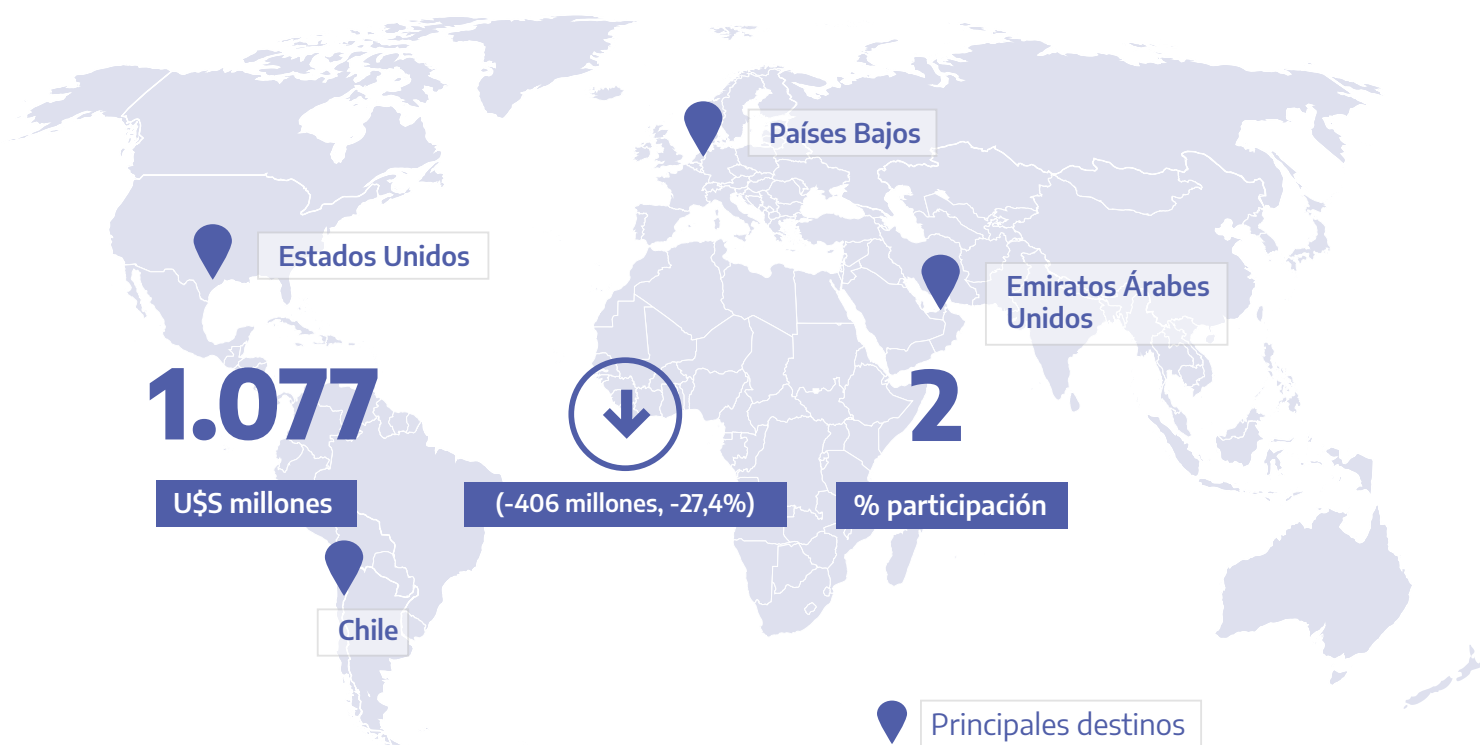 Países Bajos
Estados Unidos
Emiratos Árabes
Unidos
1.077
2
U$S millones
(-406 millones, -27,4%)
% participación
Chile
Principales destinos